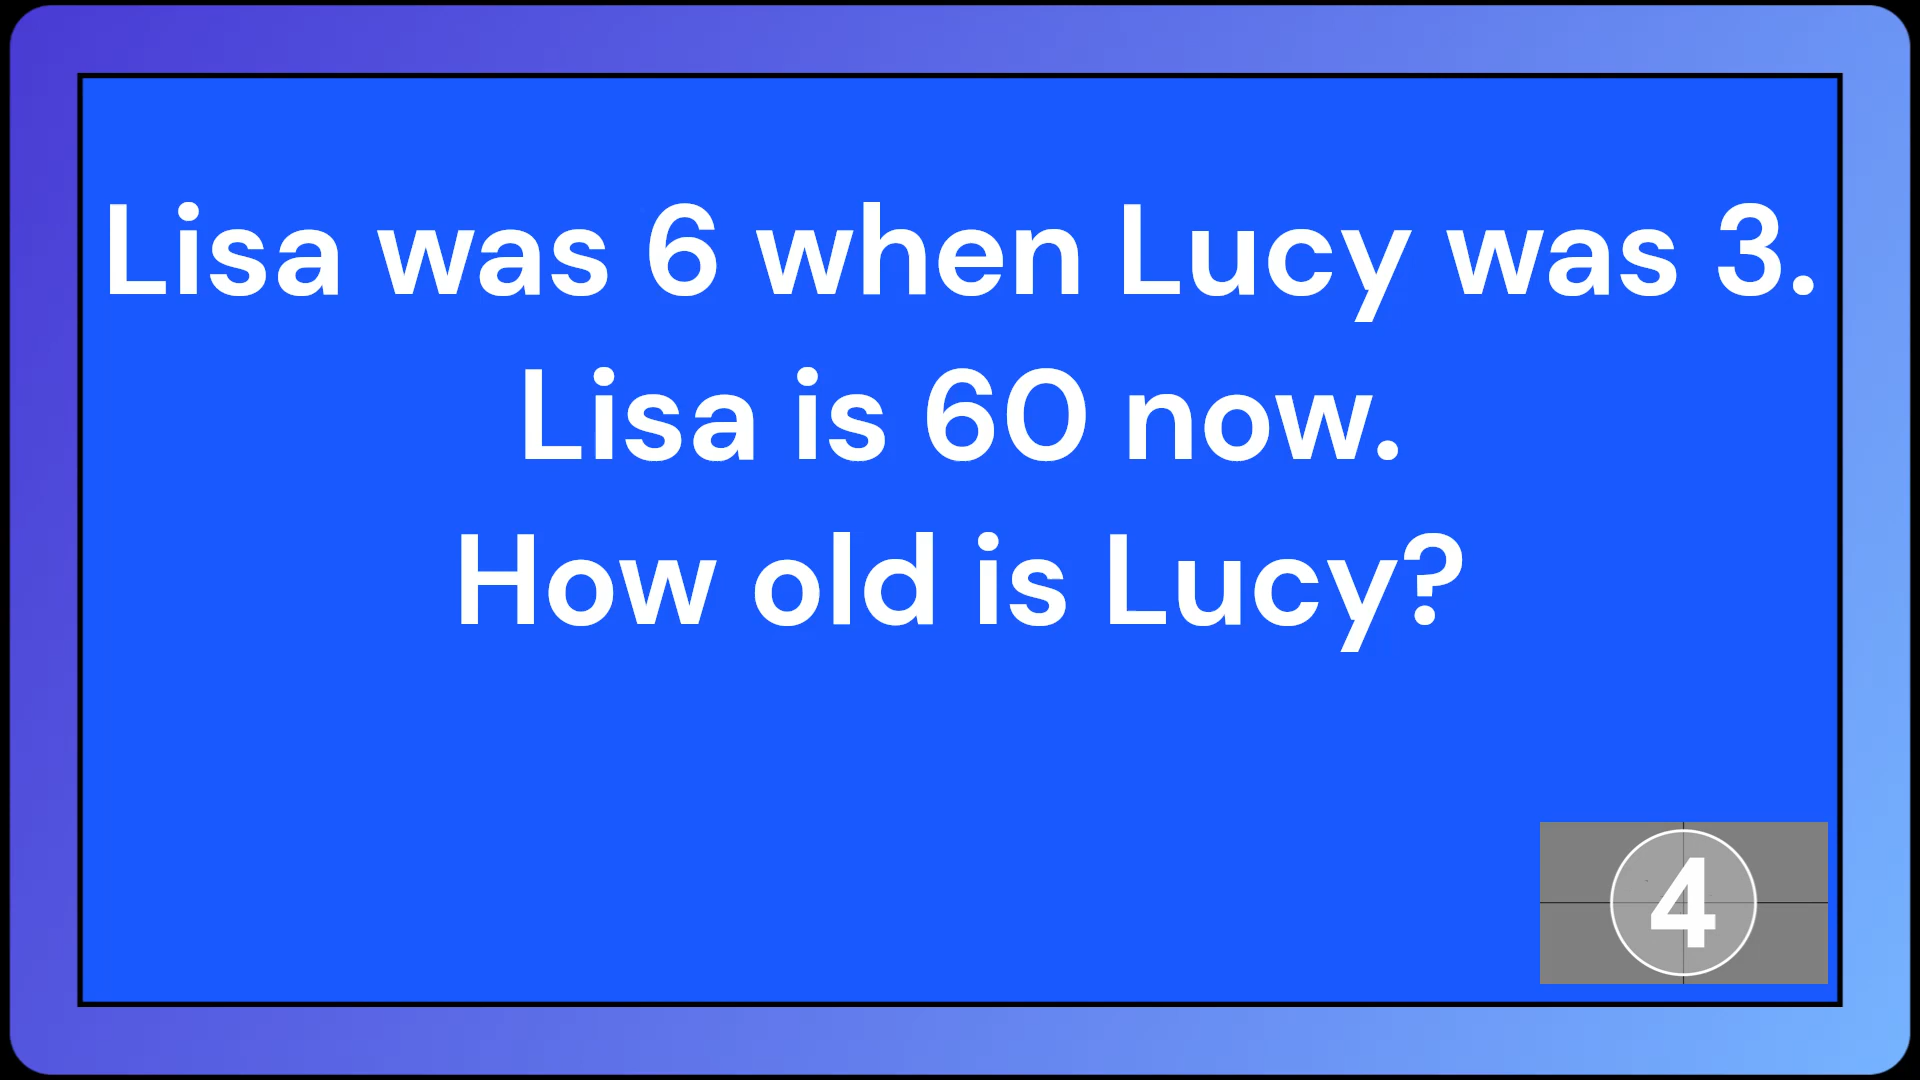 Lisa was 6 when Lucy was 3.
Lisa is 60 now.
How old is Lucy?
4